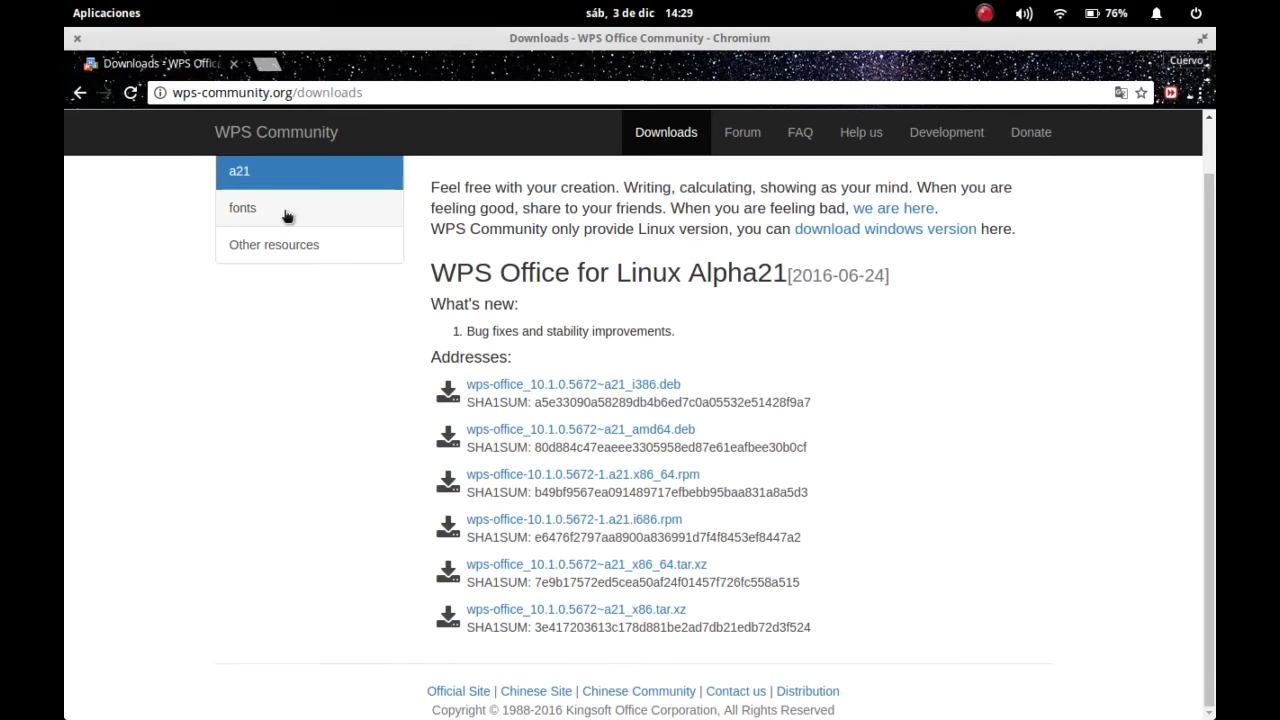 Aplicaciones
sáb, 3 de dic 14:29
76%
Downloads - WPS Office Community - Chromium
Downloads - WPS Offic
Cuervo
wps-community.org/downloads
WPS Community
Downloads
Forum
FAQ
Help us
Development
Donate
a21
fonts
Other resources
Feel free with your creation. Writing, calculating, showing as your mind. When you are
feeling good, share to your friends. When you are feeling bad, we are here.
WPS Community only provide Linux version, you can download windows version here.
WPS Office for Linux Alpha21[2016-06-24]
What's new:
1. Bug fixes and stability improvements.
Addresses:
wps-office_10.1.0.5672~a21_i386.deb
SHA1SUM: a5e33090a58289db4b6ed7c0a05532e51428f9a7
wps-office_10.1.0.5672~a21_amd64.deb
SHA1SUM: 80d884c47eaeee3305958ed87e61eafbee30b0cf
wps-office-10.1.0.5672-1.a21.x86_64.rpm
SHA1SUM: b49bf9567ea091489717efbebb95baa831a8a5d3
wps-office-10.1.0.5672-1.a21.i686.rpm
SHA1SUM: e6476f2797aa8900a836991d7f4f8453ef8447a2
wps-office_10.1.0.5672~a21_x86_64.tar.xz
SHA1SUM: 7e9b17572ed5cea50af24f01457f726fc558a515
wps-office_10.1.0.5672~a21_x86.tar.xz
SHA1SUM: 3e417203613c178d881be2ad7db21edb72d3f524
Official Site | Chinese Site | Chinese Community | Contact us | Distribution
Copyright © 1988-2016 Kingsoft Office Corporation, All Rights Reserved